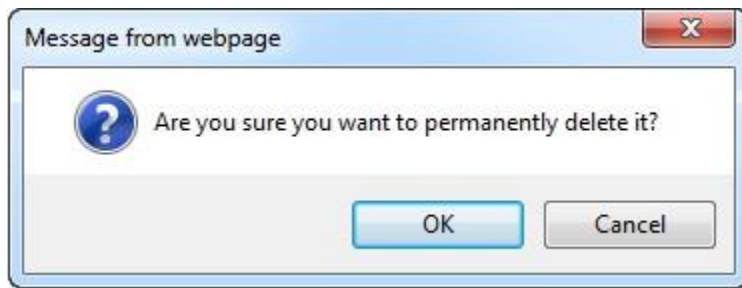 Message from webpage
Are you sure you want to permanently delete it?
OK Cancel